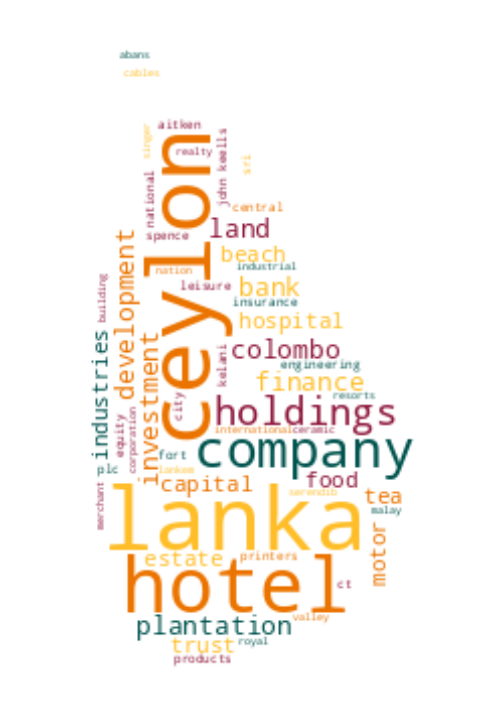 abans
cables
aitken
singer
realty
john keells
sri
national
ceylon
central
land
spence
development
beach
nation
industrial
leisure
bank
building
insurance
hospital
investment
industries
colombo
kelani
engineering
finance
resorts
city
holdings
equity
corporation
international
ceramic
company
fort
plc
lankem
food
capital
merchant
serendib
tea
lanka
malay
motor
estate
printers
hotel
ct
valley
plantation
royal
trust
products